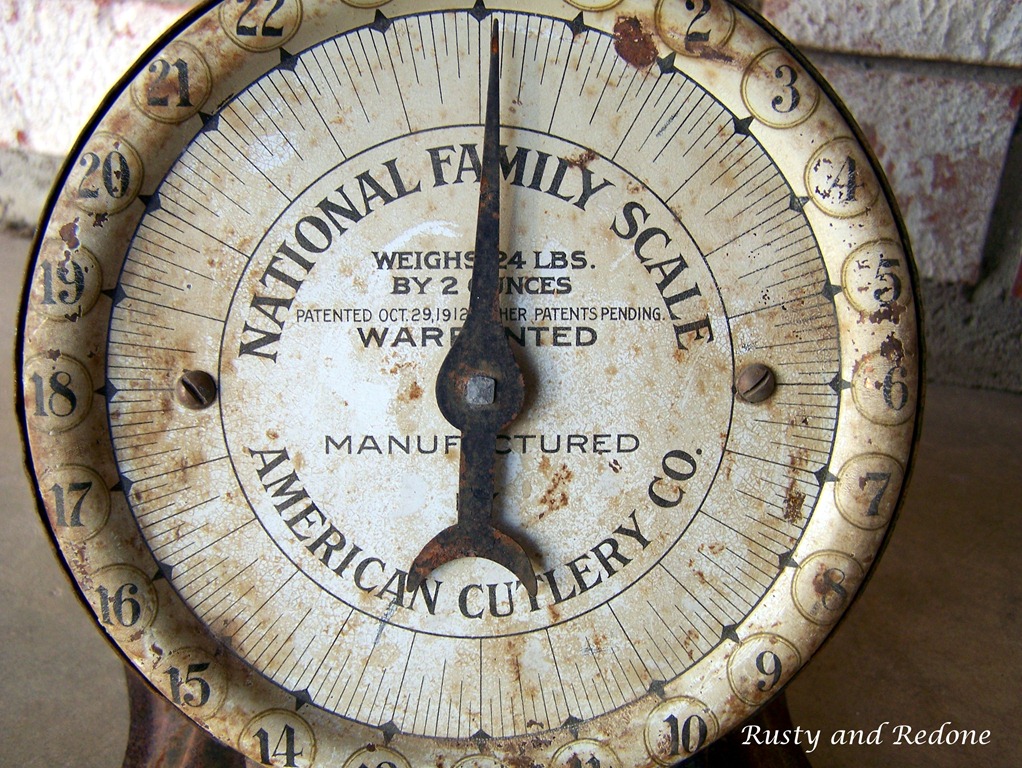 22
2
21
3
20
4
19
5
18
6
17
7
16
8
15
9
14
10
NATIONAL FAMILY SCALE
WEIGHS 24 LBS.
BY 2 OUNCES
PATENTED OCT. 29, 1912 OTHER PATENTS PENDING.
WARRANTED
MANUFACTURED
BY
AMERICAN CUTLERY CO.
Rusty and Redone